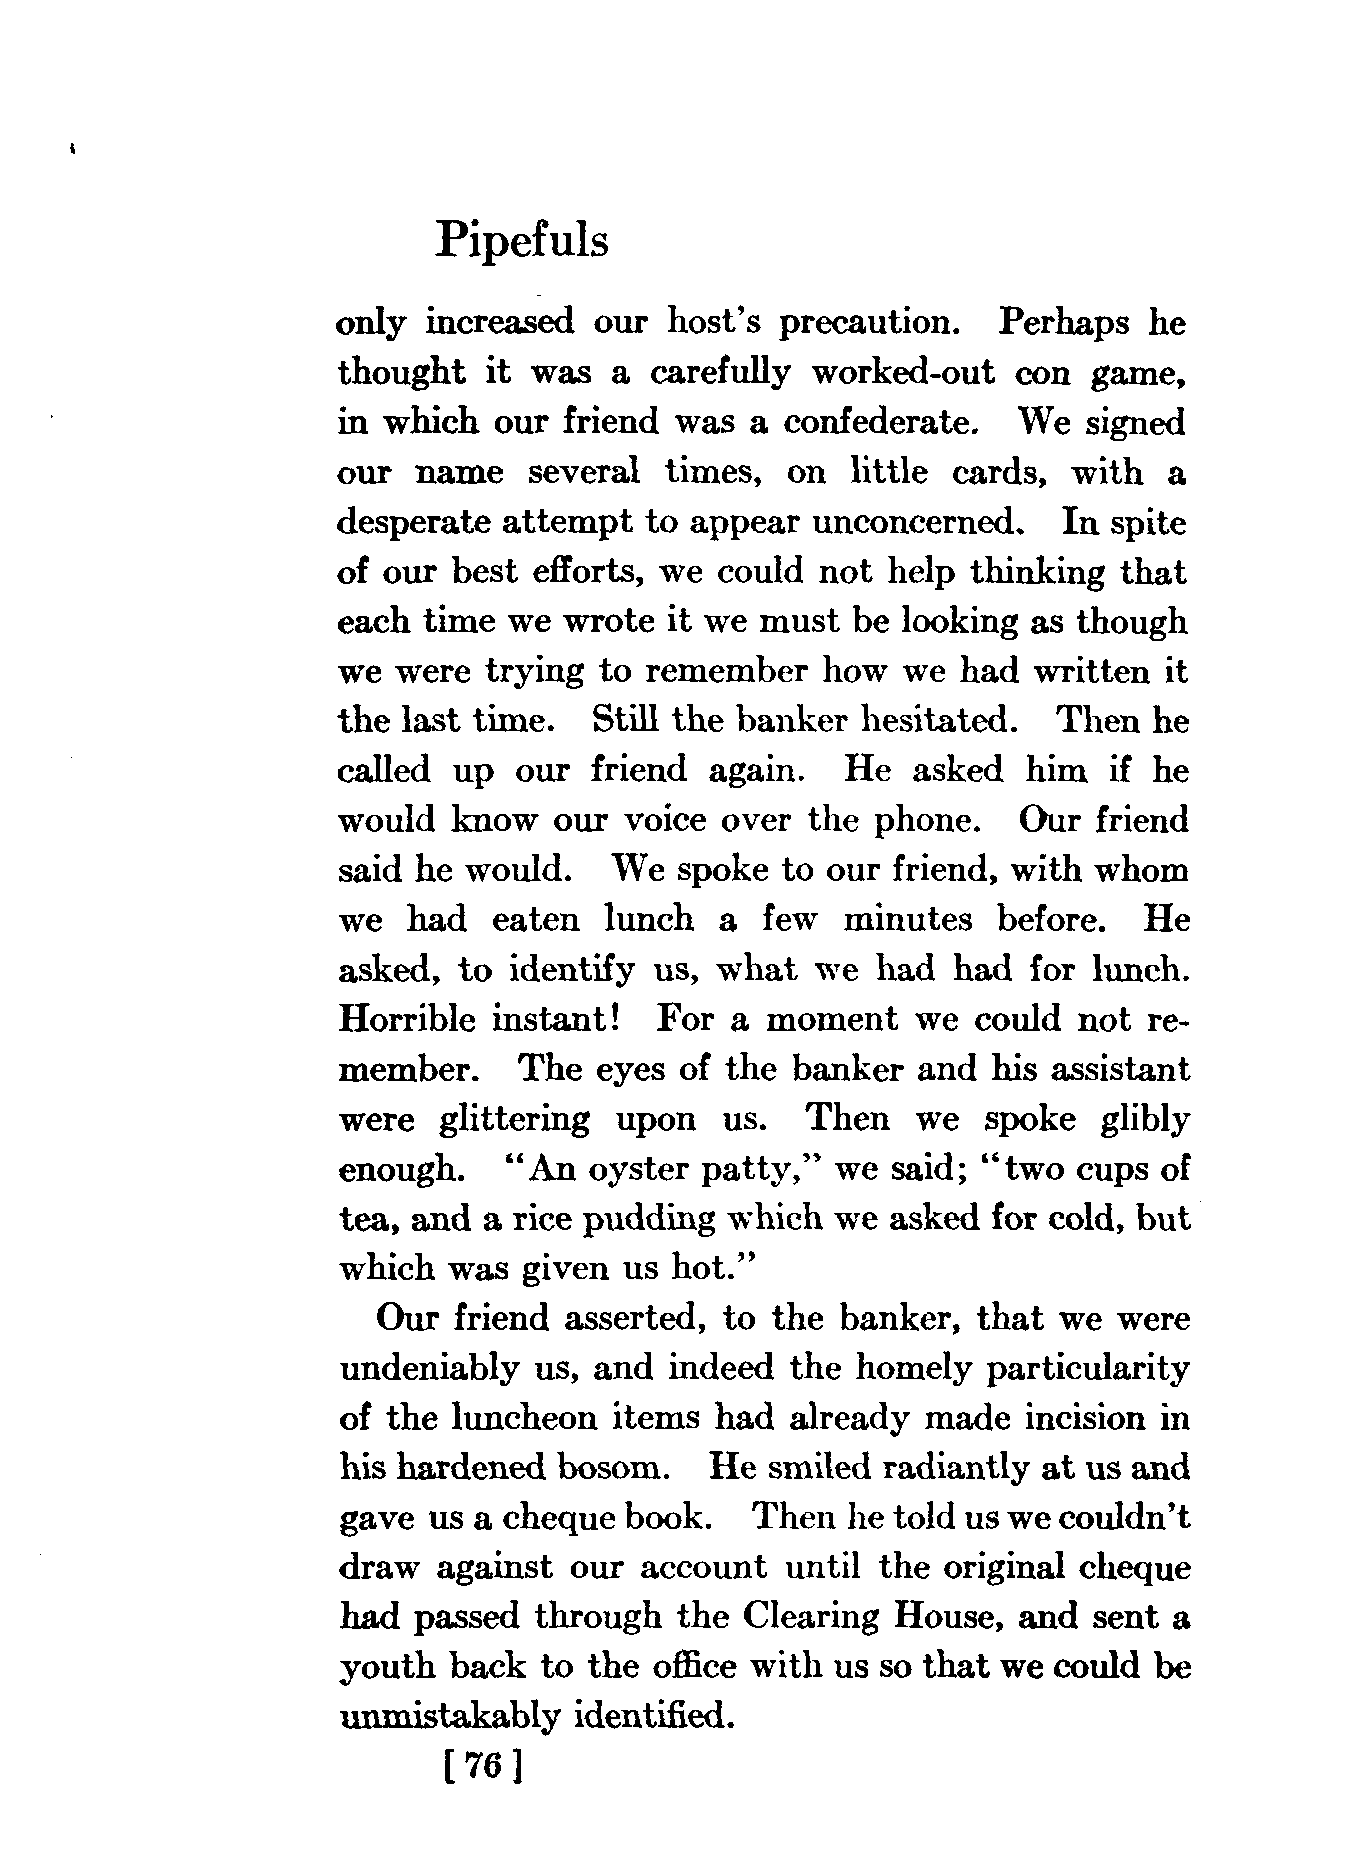 Pipefuls
only increased our host's precaution. Perhaps he
thought it was a carefully worked-out con game,
in which our friend was a confederate. We signed
our name several times, on little cards, with a
desperate attempt to appear unconcerned. In spite
of our best efforts, we could not help thinking that
each time we wrote it we must be looking as though
we were trying to remember how we had written it
the last time. Still the banker hesitated. Then he
called up our friend again. He asked him if he
would know our voice over the phone. Our friend
said he would. We spoke to our friend, with whom
we had eaten lunch a few minutes before. He
asked, to identify us, what we had had for lunch.
Horrible instant! For a moment we could not re-
member. The eyes of the banker and his assistant
were glittering upon us. Then we spoke glibly
enough. "An oyster patty," we said; "two cups of
tea, and a rice pudding which we asked for cold, but
which was given us hot."
Our friend asserted, to the banker, that we were
undeniably us, and indeed the homely particularity
of the luncheon items had already made incision in
his hardened bosom. He smiled radiantly at us and
gave us a cheque book. Then he told us we couldn't
draw against our account until the original cheque
had passed through the Clearing House, and sent a
youth back to the office with us so that we could be
unmistakably identified.
[ 76 ]